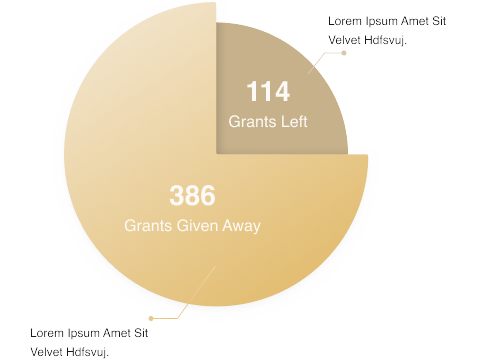 Lorem Ipsum Amet Sit
Velvet Hdfsvuj.
114
Grants Left
386
Grants Given Away
Lorem Ipsum Amet Sit
Velvet Hdfsvuj.